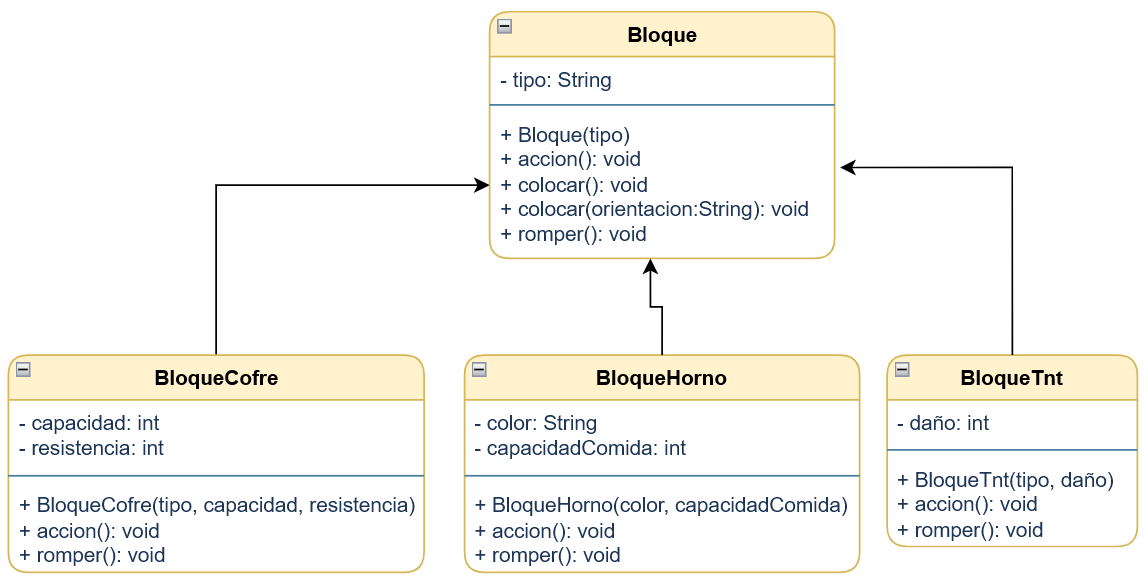 Bloque
- tipo: String
+ Bloque(tipo)
+ accion(): void
+ colocar(): void
+ colocar(orientacion:String): void
+ romper(): void
BloqueCofre
- capacidad: int
- resistencia: int
+ BloqueCofre(tipo, capacidad, resistencia)
+ accion(): void
+ romper(): void
BloqueHorno
- color: String
- capacidadComida: int
+ BloqueHorno(color, capacidadComida)
+ accion(): void
+ romper(): void
BloqueTnt
- daño: int
+ BloqueTnt(tipo, daño)
+ accion(): void
+ romper(): void